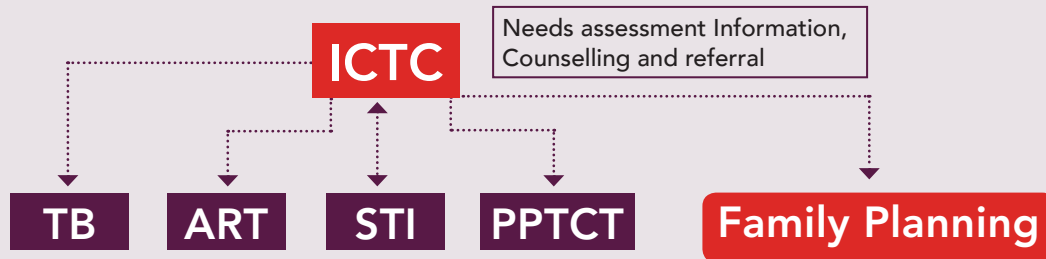 ICTC
Needs assessment Information,
Counselling and referral
TB
ART
STI
PPTCT
Family Planning